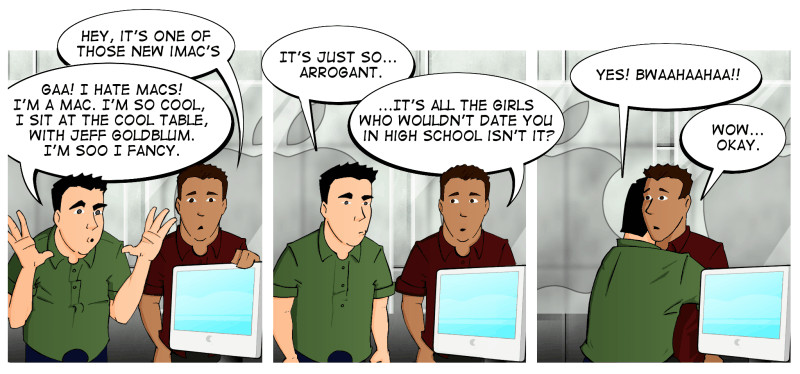 HEY, IT'S ONE OF
THOSE NEW IMAC'S
GAA! I HATE MACS!
I'M A MAC. I'M SO COOL,
I SIT AT THE COOL TABLE,
WITH JEFF GOLDBLUM.
I'M SOO I FANCY.
IT'S JUST SO...
ARROGANT.
...IT'S ALL THE GIRLS
WHO WOULDN'T DATE YOU
IN HIGH SCHOOL ISN'T IT?
YES! BWAAHAAHAA!!
WOW...
OKAY.